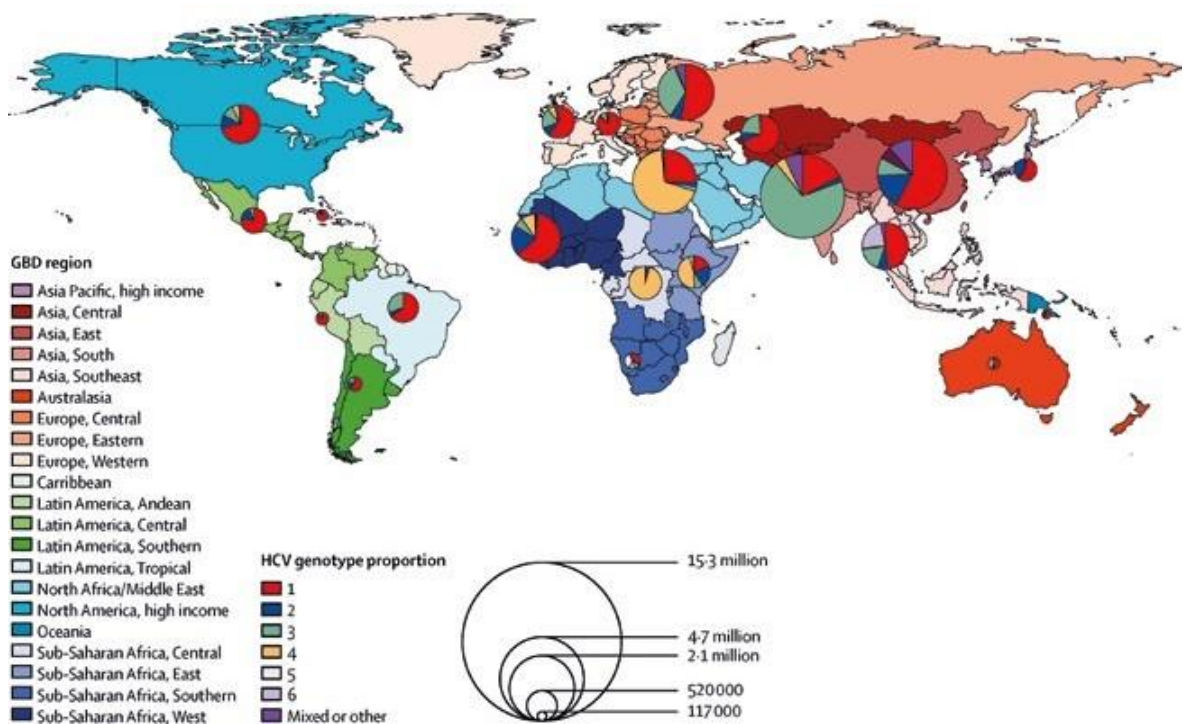 GBD region
Asia Pacific, high income
Asia, Central
Asia, East
Asia, South
Asia, Southeast
Australasia
Europe, Central
Europe, Eastern
Europe, Western
Carribbean
Latin America, Andean
Latin America, Central
Latin America, Southern
Latin America, Tropical
North Africa/Middle East
North America, high income
Oceania
Sub-Saharan Africa, Central
Sub-Saharan Africa, East
Sub-Saharan Africa, Southern
Sub-Saharan Africa, West
HCV genotype proportion
1
2
3
4
5
6
Mixed or other
15·3 million
4·7 million
2·1 million
520000
117000